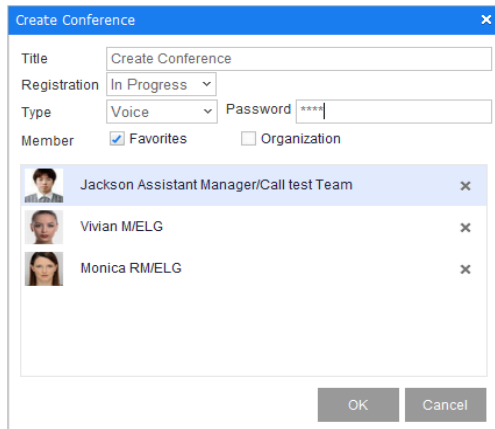 Create Conference
Title Create Conference
Registration In Progress
Type Voice Password ****
Member Favorites Organization
Jackson Assistant Manager/Call test Team
Vivian M/ELG
Monica RM/ELG
OK Cancel